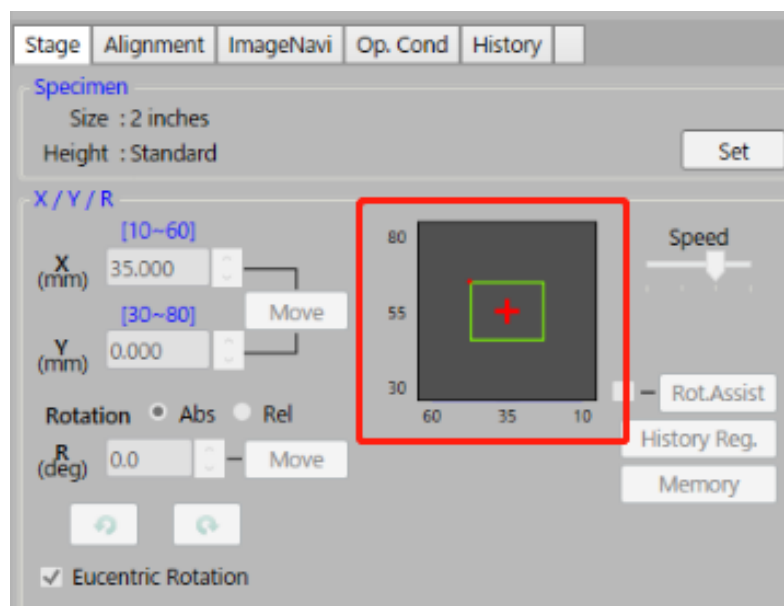 Stage Alignment ImageNavi Op. Cond History
Specimen
Size : 2 inches
Height : Standard
Set
X / Y / R
[10~60]
X
(mm)
35.000
[30~80]
Move
Y
(mm)
0.000
Rotation Abs Rel
R
(deg)
0.0
Move
Eucentric Rotation
80
55
30
60 35 10
Speed
Rot.Assist
History Reg.
Memory